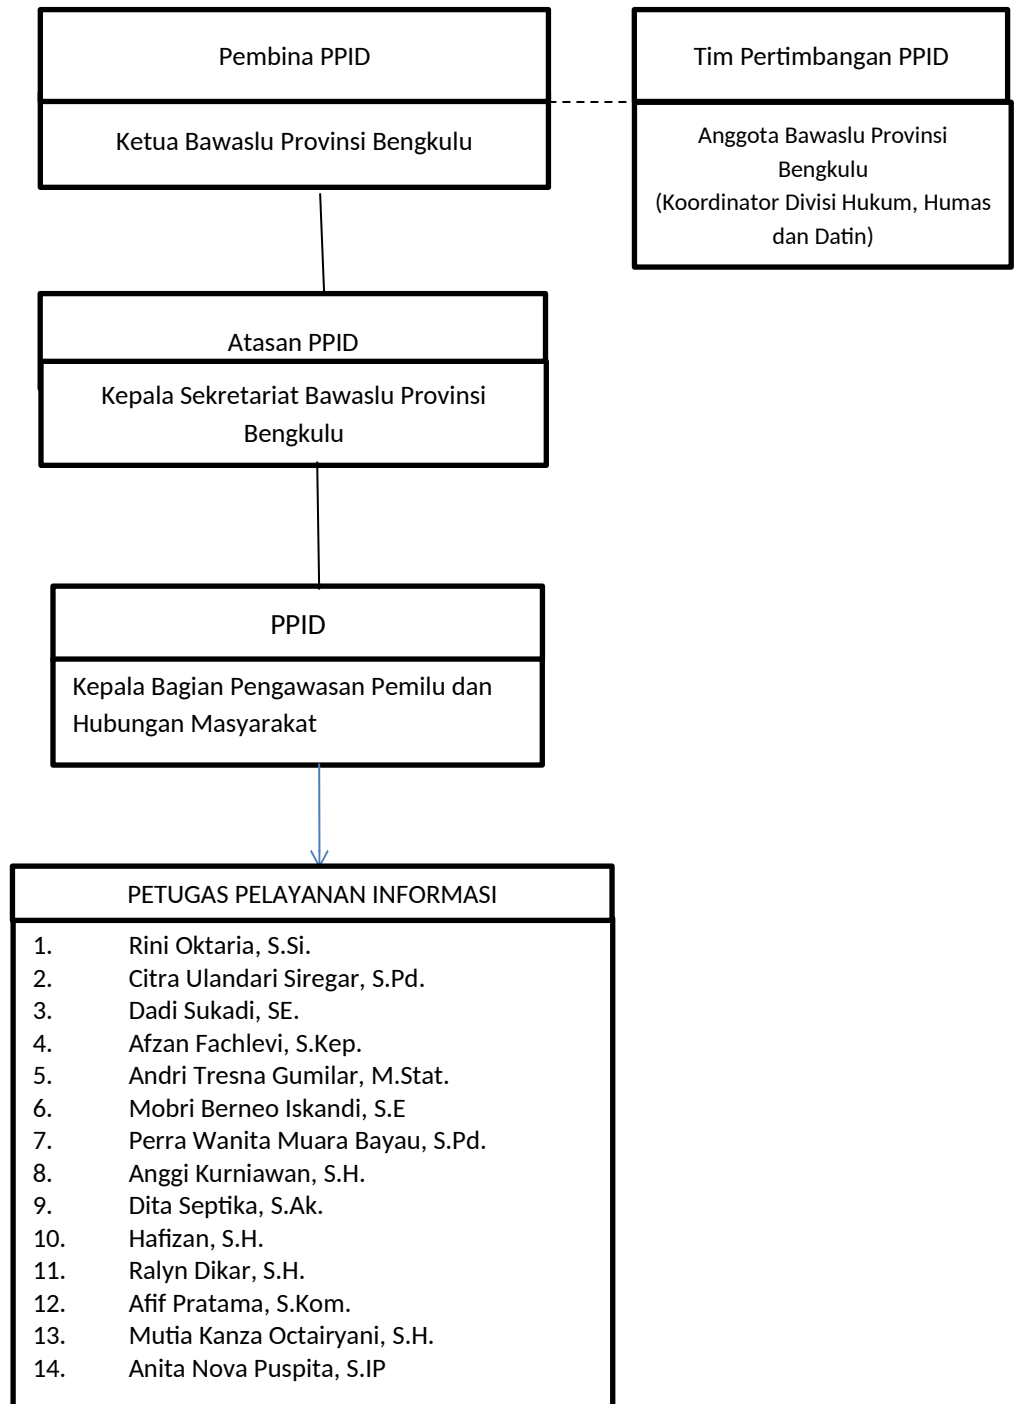 Pembina PPID
Ketua Bawaslu Provinsi Bengkulu
Tim Pertimbangan PPID
Anggota Bawaslu Provinsi
Bengkulu
(Koordinator Divisi Hukum, Humas
dan Datin)
Atasan PPID
Kepala Sekretariat Bawaslu Provinsi
Bengkulu
PPID
Kepala Bagian Pengawasan Pemilu dan
Hubungan Masyarakat
PETUGAS PELAYANAN INFORMASI
1. Rini Oktaria, S.Si.
2. Citra Ulandari Siregar, S.Pd.
3. Dadi Sukadi, SE.
4. Afzan Fachlevi, S.Kep.
5. Andri Tresna Gumilar, M.Stat.
6. Mobri Berneo Iskandi, S.E
7. Perra Wanita Muara Bayau, S.Pd.
8. Anggi Kurniawan, S.H.
9. Dita Septika, S.Ak.
10. Hafizan, S.H.
11. Ralyn Dikar, S.H.
12. Afif Pratama, S.Kom.
13. Mutia Kanza Octairyani, S.H.
14. Anita Nova Puspita, S.IP